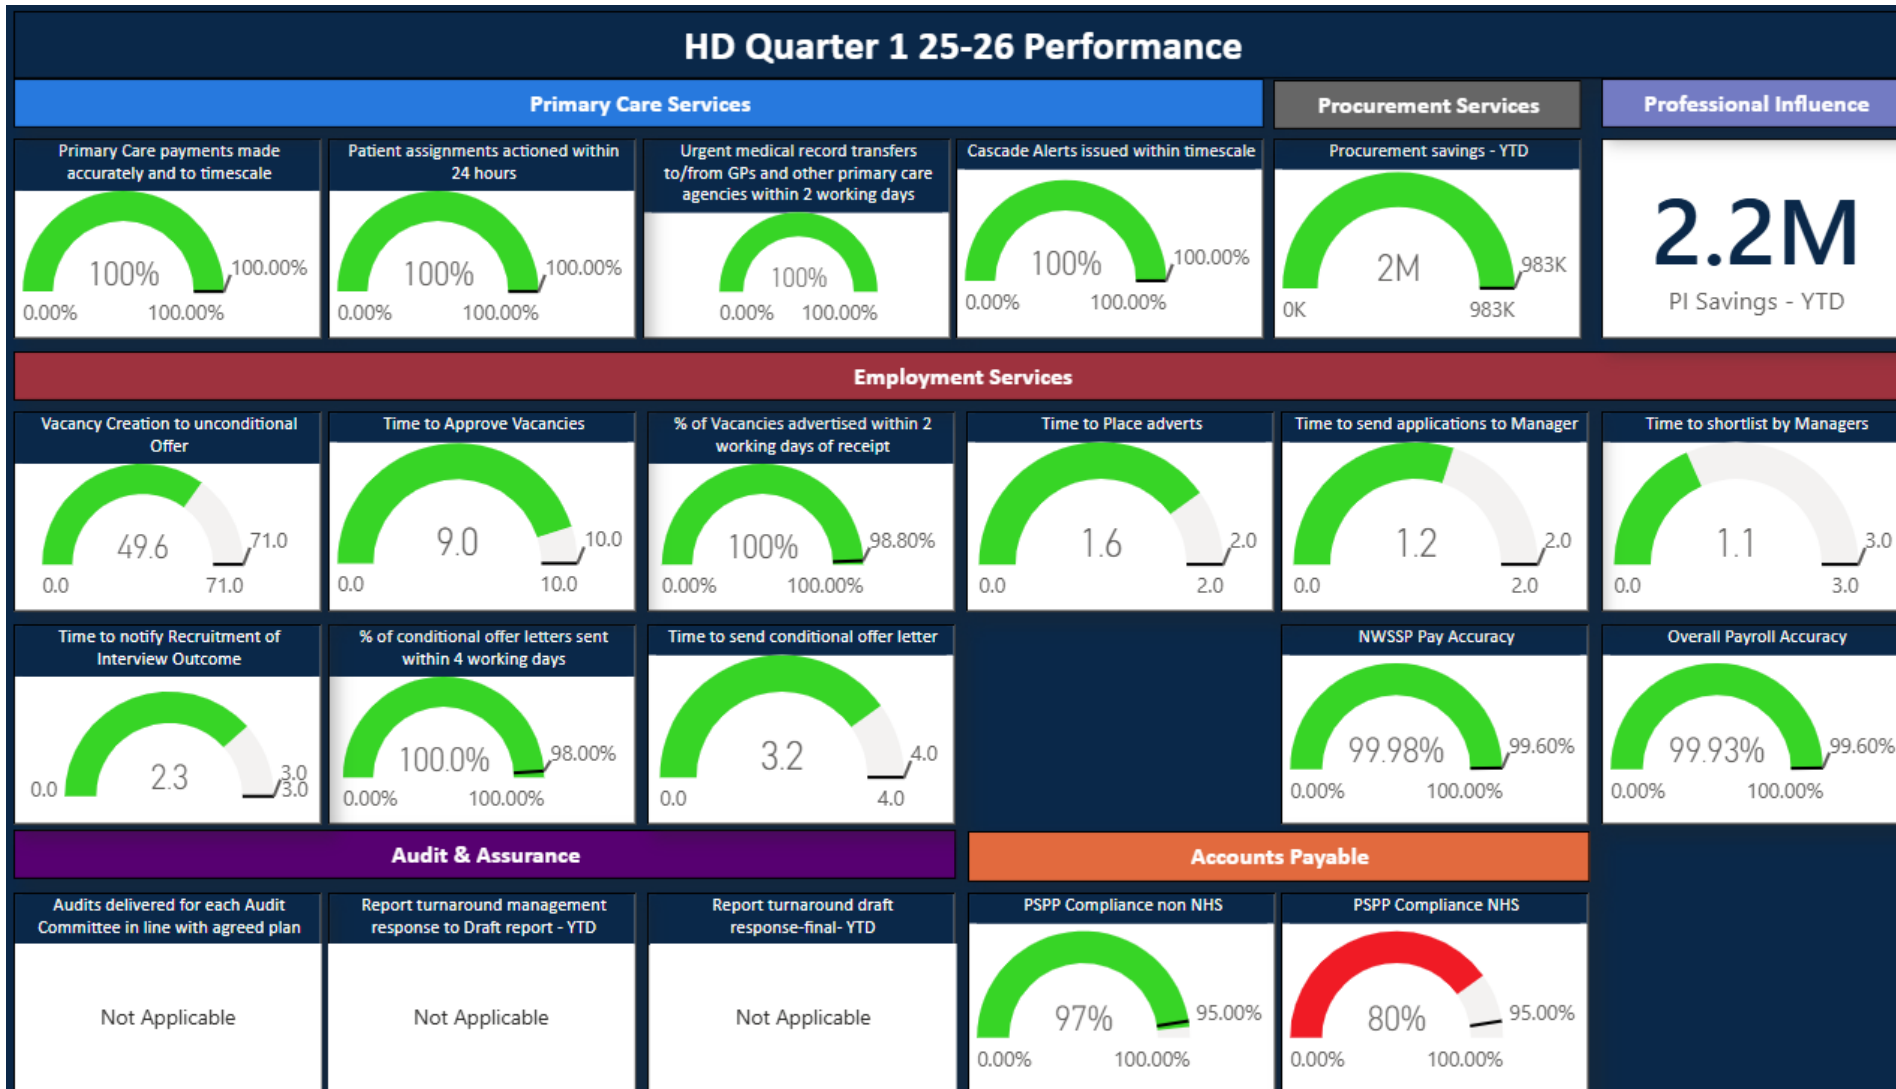 HD Quarter 1 25-26 Performance
Primary Care Services
Procurement Services
Professional Influence
Primary Care payments made
accurately and to timescale
100%
100.00%
0.00%
100.00%
Patient assignments actioned within
24 hours
100%
100.00%
0.00%
100.00%
Urgent medical record transfers
to/from GPs and other primary care
agencies within 2 working days
100%
0.00%
100.00%
Cascade Alerts issued within timescale
100%
100.00%
0.00%
100.00%
Procurement savings - YTD
2M
983K
0K
983K
2.2M
PI Savings - YTD
Employment Services
Vacancy Creation to unconditional
Offer
49.6
71.0
0.0
71.0
Time to Approve Vacancies
9.0
10.0
0.0
10.0
% of Vacancies advertised within 2
working days of receipt
100%
98.80%
0.00%
100.00%
Time to Place adverts
1.6
2.0
0.0
2.0
Time to send applications to Manager
1.2
2.0
0.0
2.0
Time to shortlist by Managers
1.1
3.0
0.0
3.0
Time to notify Recruitment of
Interview Outcome
2.3
3.0
0.0
3.0
% of conditional offer letters sent
within 4 working days
100.0%
98.00%
0.00%
100.00%
Time to send conditional offer letter
3.2
4.0
0.0
4.0
NWSSP Pay Accuracy
99.98%
99.60%
0.00%
100.00%
Overall Payroll Accuracy
99.93%
99.60%
0.00%
100.00%
Audit & Assurance
Accounts Payable
Audits delivered for each Audit
Committee in line with agreed plan
Not Applicable
Report turnaround management
response to Draft report - YTD
Not Applicable
Report turnaround draft
response-final- YTD
Not Applicable
PSPP Compliance non NHS
97%
95.00%
0.00%
100.00%
PSPP Compliance NHS
80%
95.00%
0.00%
100.00%